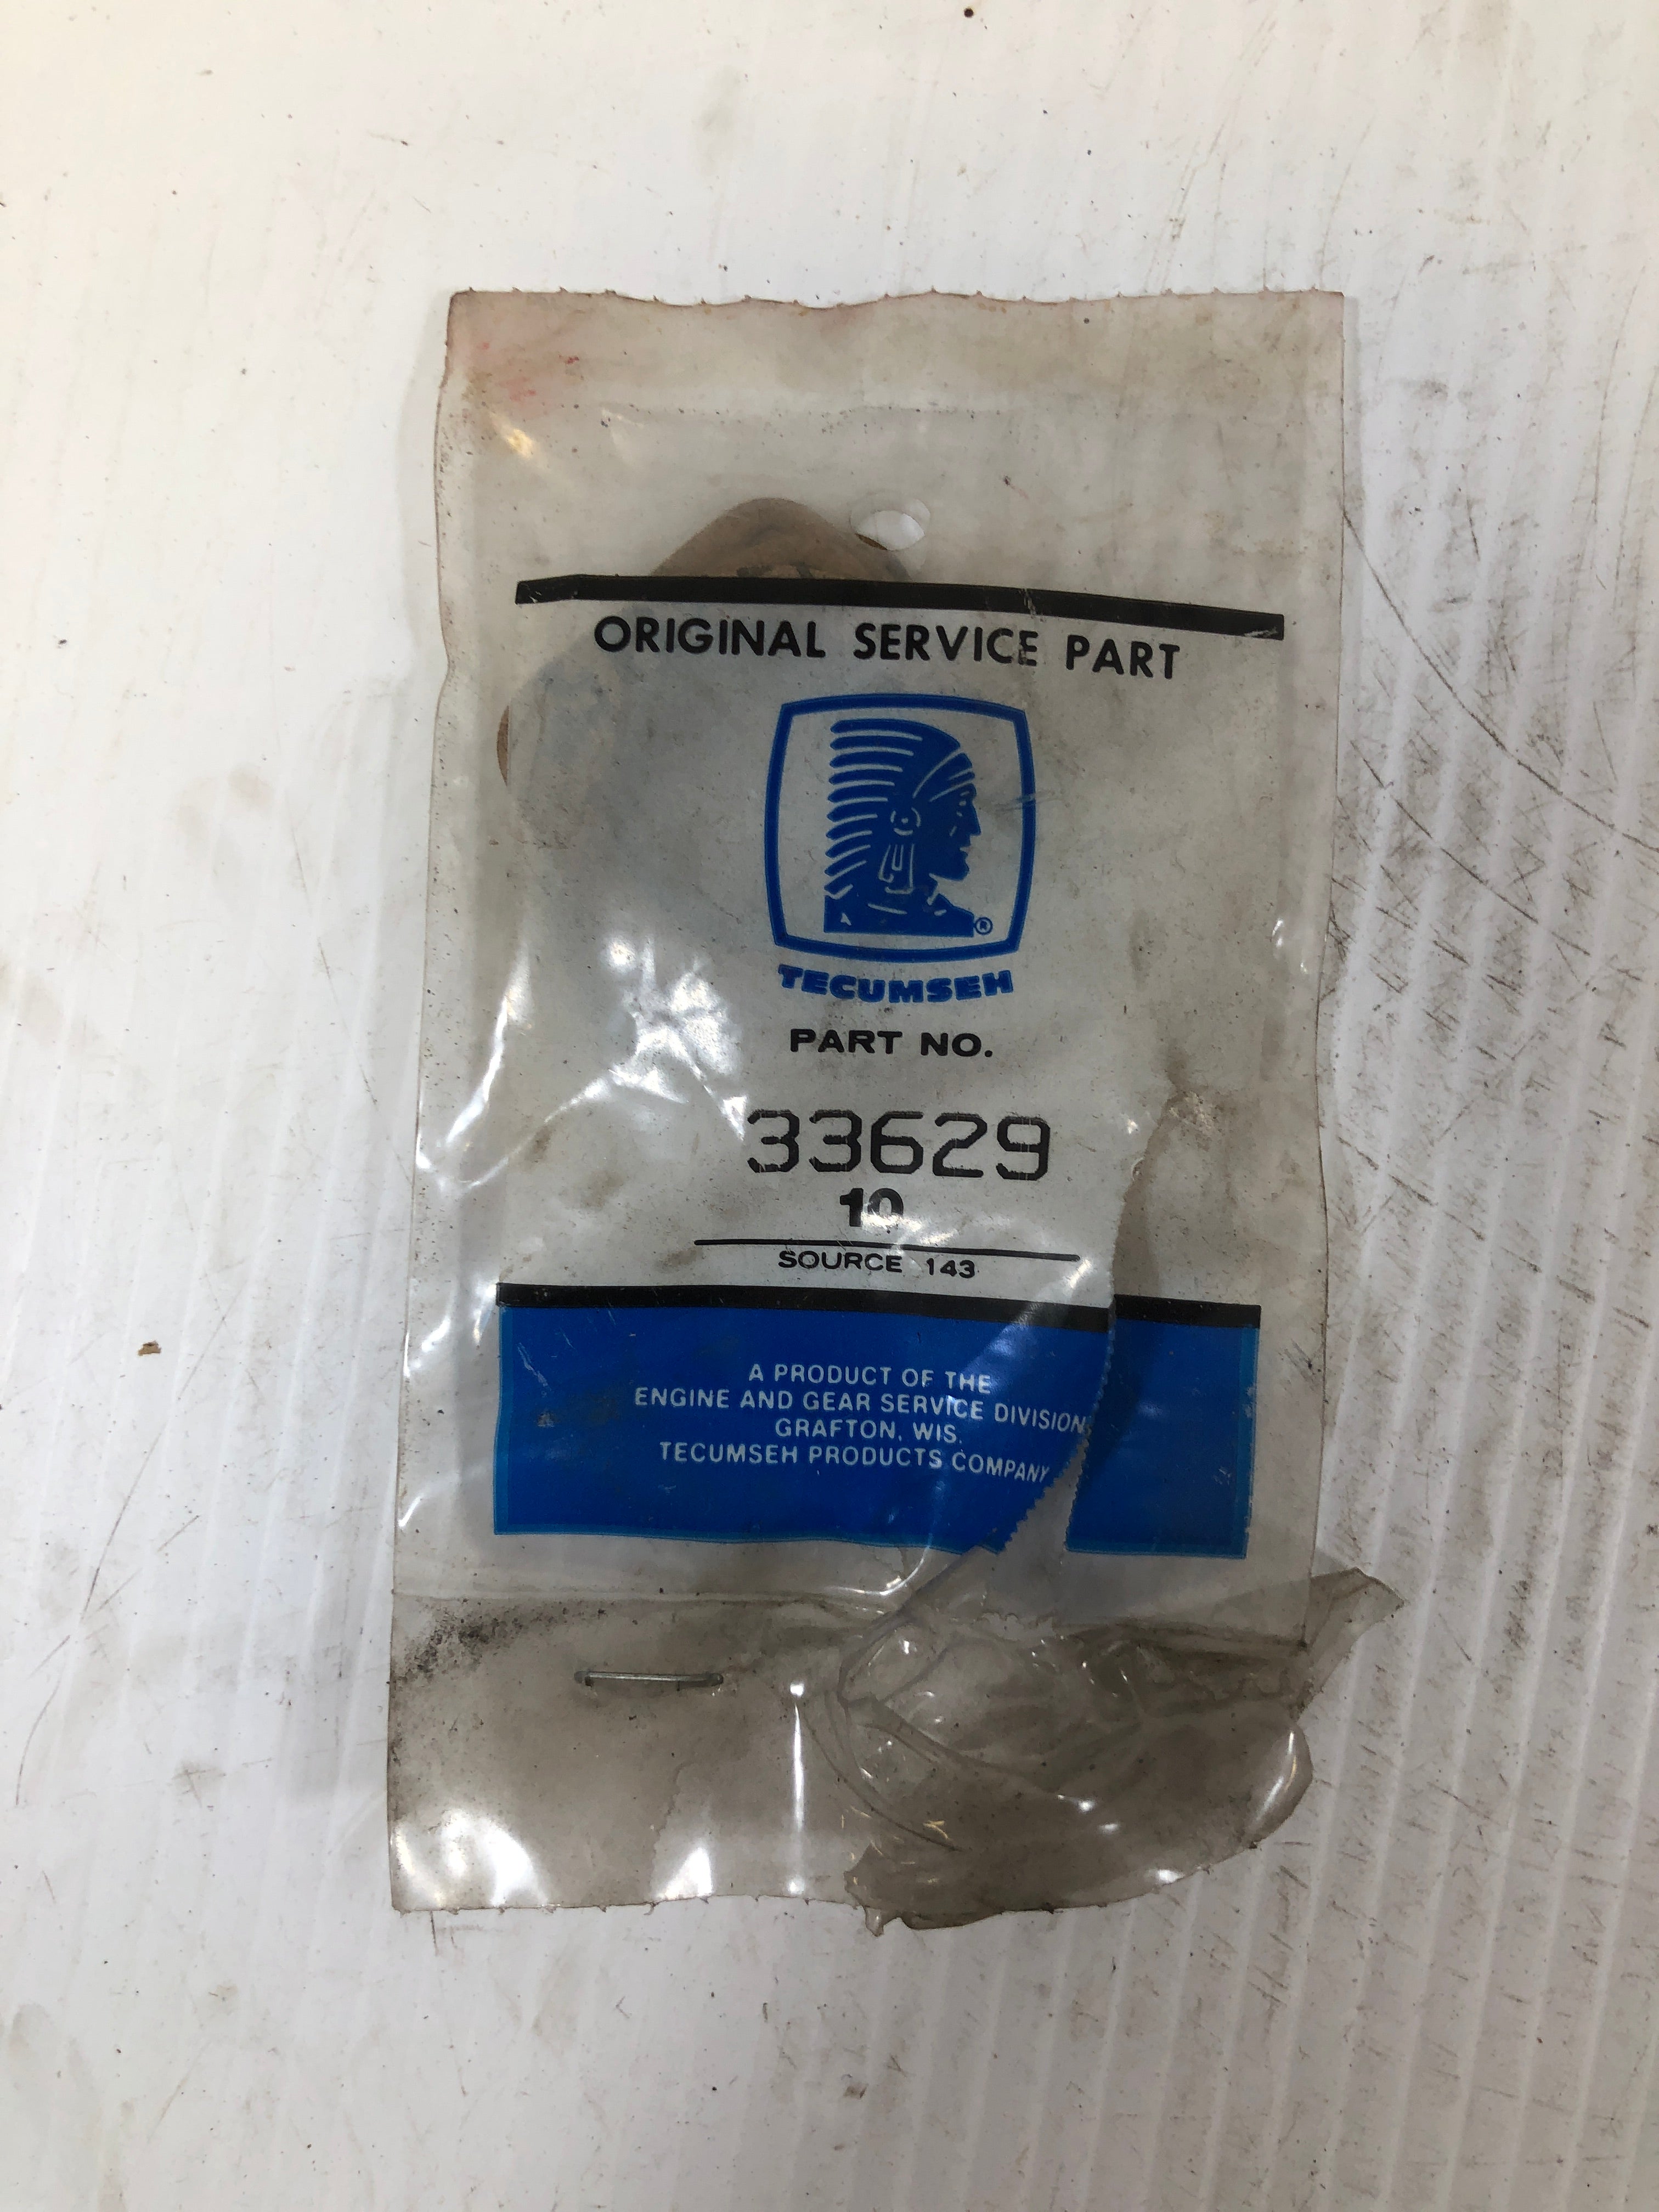 ORIGINAL SERVICE PART
®
TECUMSEH
PART NO.
33629
10
SOURCE 143
A PRODUCT OF THE
ENGINE AND GEAR SERVICE DIVISION
GRAFTON, WIS.
TECUMSEH PRODUCTS COMPANY